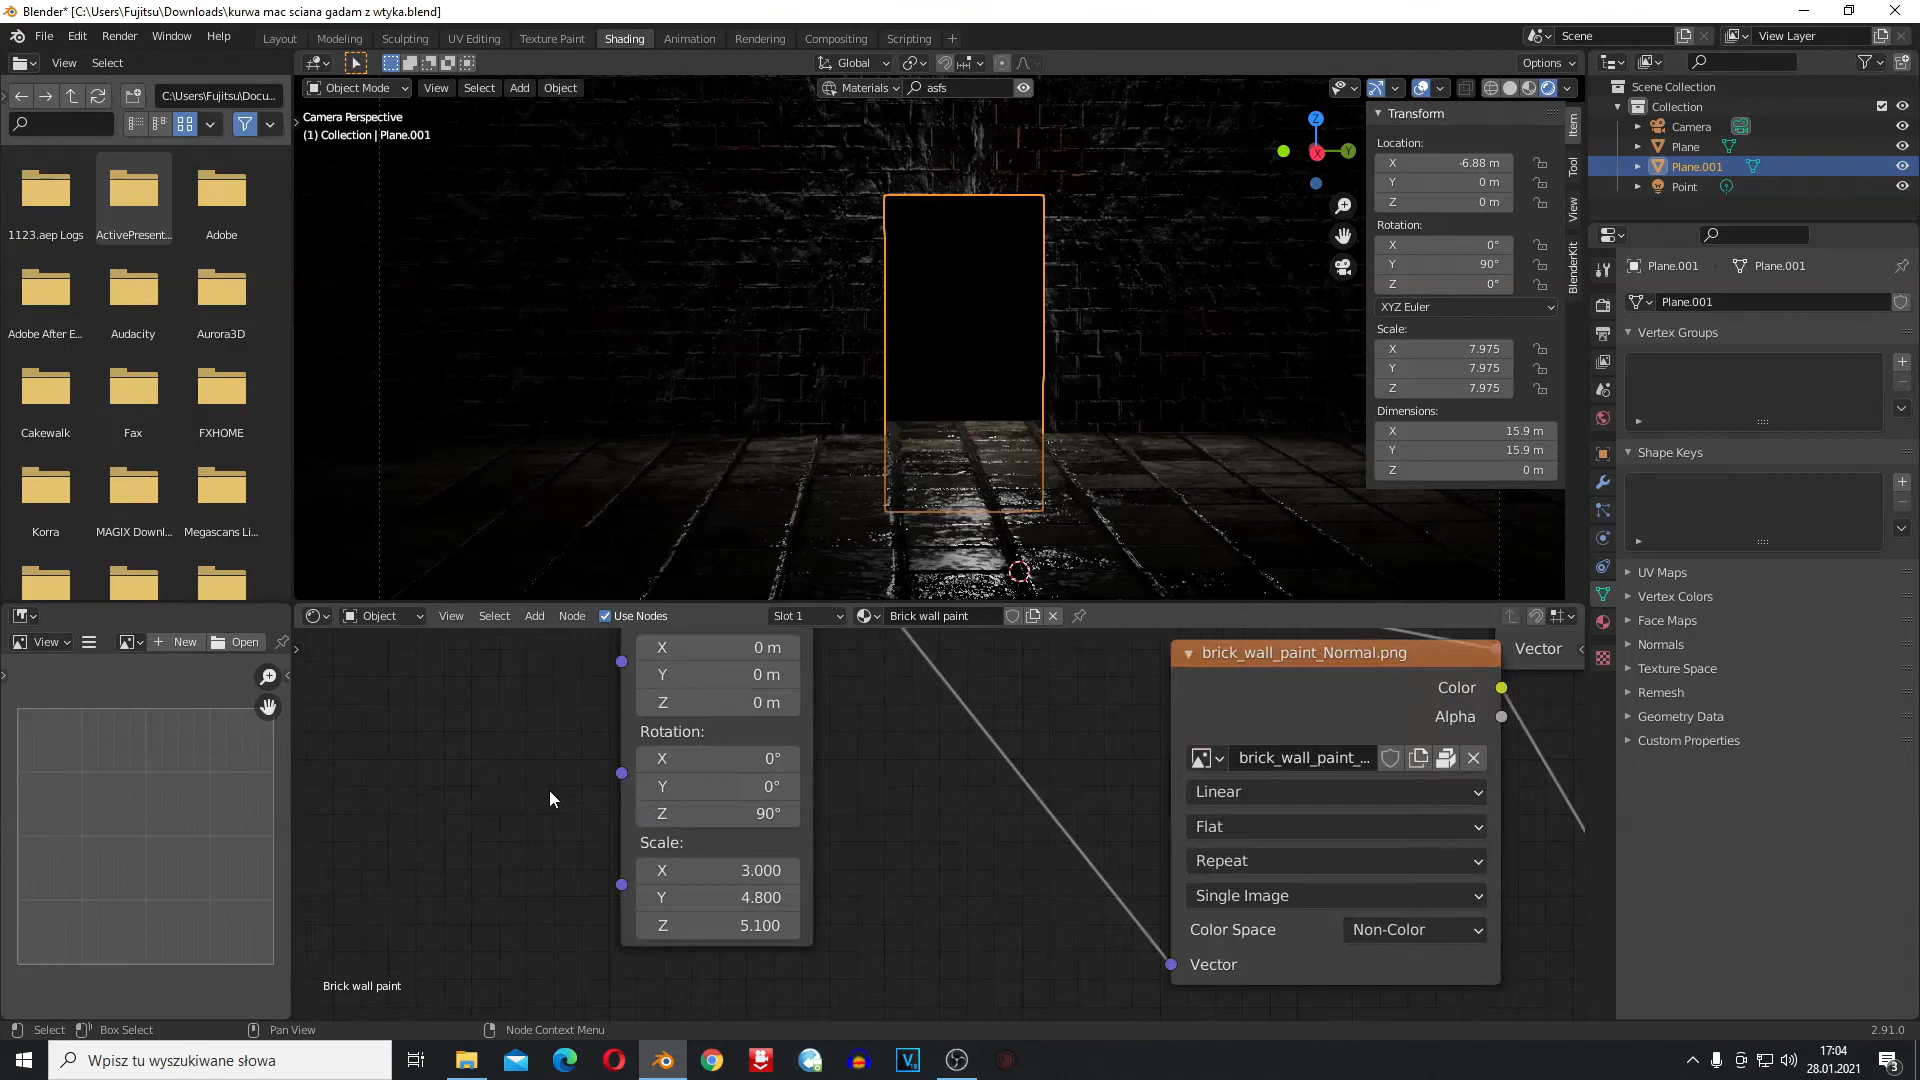 Blender* [C:\Users\Fujitsu\Downloads\kurwa mac sciana gadam z wtyka.blend]
File Edit Render Window Help
Layout Modeling Sculpting UV Editing Texture Paint Shading Animation Rendering Compositing Scripting
Scene
View Layer
View Select
Global
Options
C:\Users\Fujitsu\Docu...
Object Mode View Select Add Object
Materials asfs
Camera Perspective
(1) Collection | Plane.001
Z
Y
X
Transform
Location:
X -6.88 m
Y 0 m
Z 0 m
Rotation:
X 0°
Y 90°
Z 0°
XYZ Euler
Scale:
X 7.975
Y 7.975
Z 7.975
Dimensions:
X 15.9 m
Y 15.9 m
Z 0 m
Item
Tool
View
BlenderKit
Scene Collection
Collection
Camera
Plane
Plane.001
Point
Plane.001 Plane.001
Plane.001
Vertex Groups
Shape Keys
UV Maps
Vertex Colors
Face Maps
Normals
Texture Space
Remesh
Geometry Data
Custom Properties
1123.aep Logs ActivePresent... Adobe
Adobe After E... Audacity Aurora3D
Cakewalk Fax FXHOME
Korra MAGIX Downl... Megascans Li...
View New Open
Object View Select Add Node Use Nodes Slot 1 Brick wall paint
X 0 m
Y 0 m
Z 0 m
Rotation:
X 0°
Y 0°
Z 90°
Scale:
X 3.000
Y 4.800
Z 5.100
brick_wall_paint_Normal.png
Color
Alpha
brick_wall_paint_...
Linear
Flat
Repeat
Single Image
Color Space Non-Color
Vector
Vector
Brick wall paint
Select Box Select Pan View Node Context Menu 2.91.0
Wpisz tu wyszukiwane słowa
17:04
28.01.2021
3